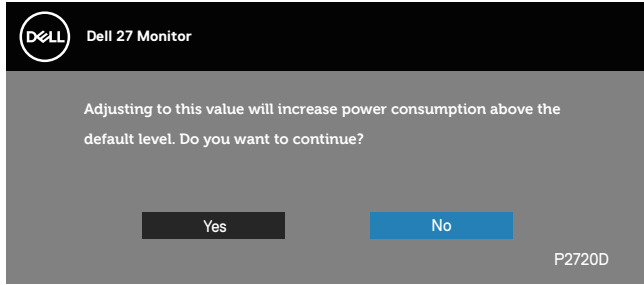 DELL
Dell 27 Monitor
Adjusting to this value will increase power consumption above the
default level. Do you want to continue?
Yes
No
P2720D